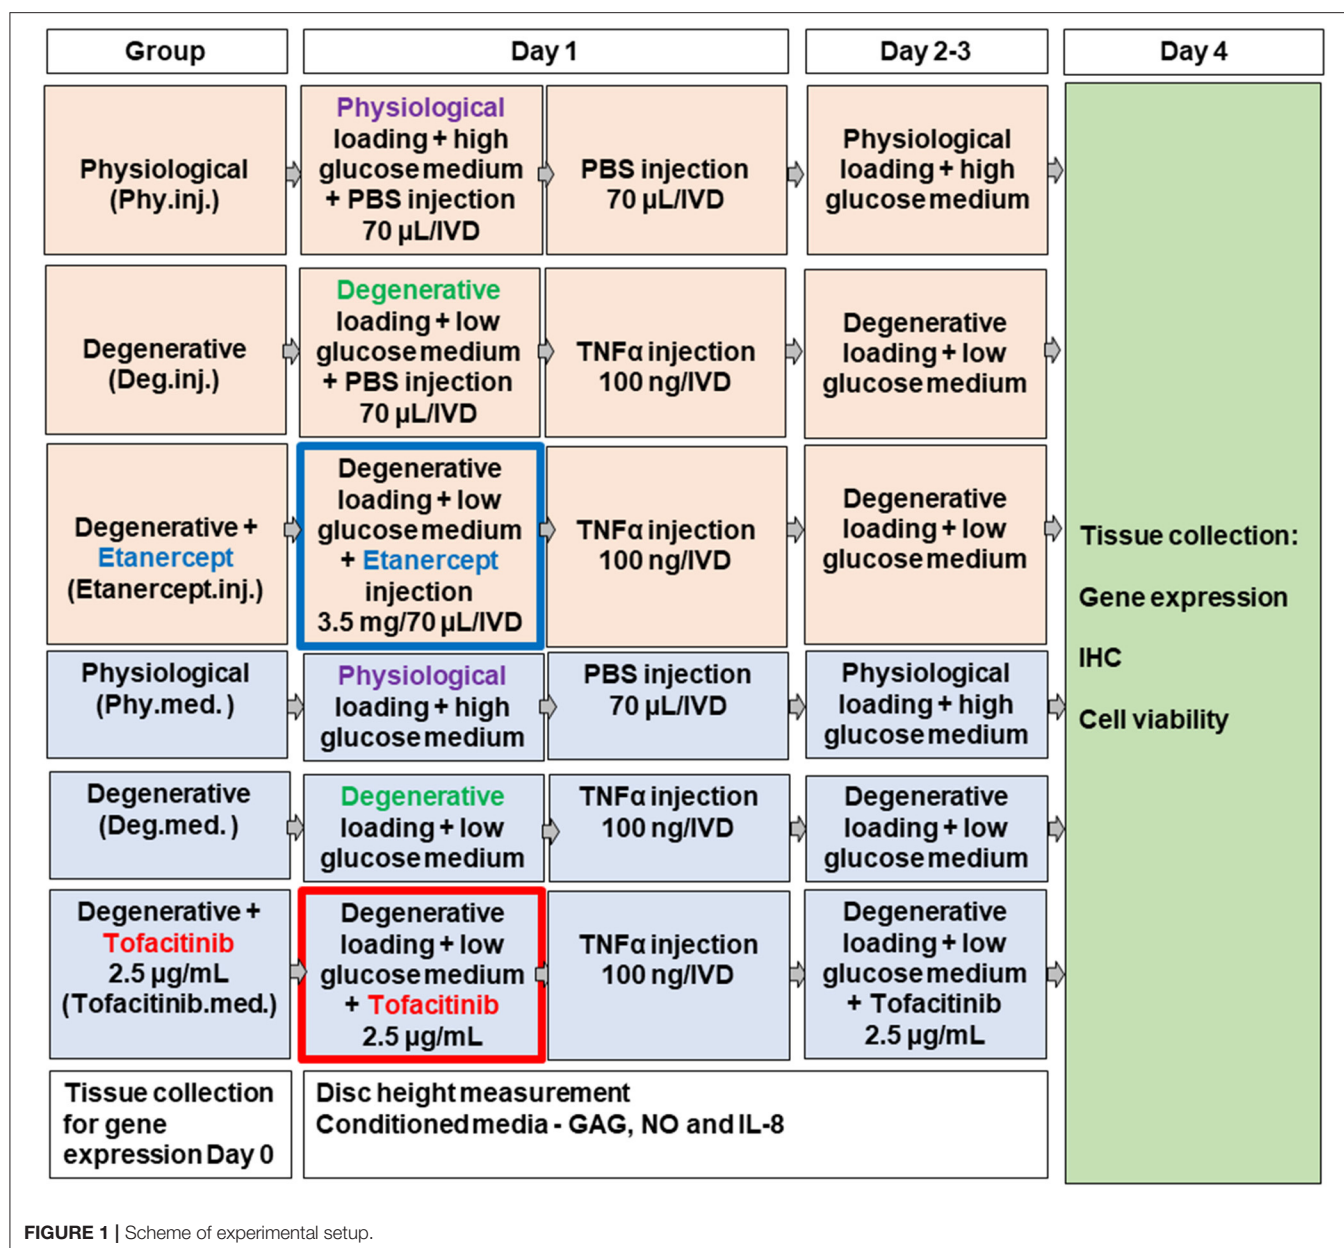 Group
Day 1
Day 2-3
Day 4
Physiological
(Phy.inj.)
Physiological
loading + high
glucose medium
+ PBS injection
70 µL/IVD
PBS injection
70 µL/IVD
Physiological
loading + high
glucose medium
Degenerative
(Deg.inj.)
Degenerative
loading + low
glucose medium
+ PBS injection
70 µL/IVD
TNFα injection
100 ng/IVD
Degenerative
loading + low
glucose medium
Degenerative +
Etanercept
(Etanercept.inj.)
Degenerative
loading + low
glucose medium
+ Etanercept
injection
3.5 mg/70 µL/IVD
TNFα injection
100 ng/IVD
Degenerative
loading + low
glucose medium
Physiological
(Phy.med. )
Physiological
loading + high
glucose medium
PBS injection
70 µL/IVD
Physiological
loading + high
glucose medium
Degenerative
(Deg.med. )
Degenerative
loading + low
glucose medium
TNFα injection
100 ng/IVD
Degenerative
loading + low
glucose medium
Degenerative +
Tofacitinib
2.5 µg/mL
(Tofacitinib.med.)
Degenerative
loading + low
glucose medium
+ Tofacitinib
2.5 µg/mL
TNFα injection
100 ng/IVD
Degenerative
loading + low
glucose medium
+ Tofacitinib
2.5 µg/mL
Tissue collection:
Gene expression
IHC
Cell viability
Tissue collection
for gene
expression Day 0
Disc height measurement
Conditioned media - GAG, NO and IL-8
FIGURE 1 | Scheme of experimental setup.